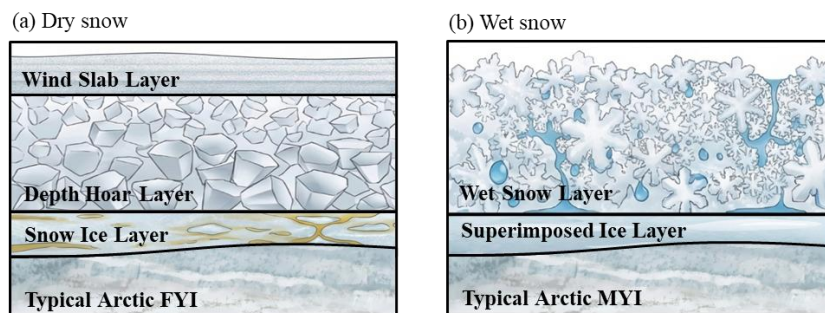 (a) Dry snow
Wind Slab Layer
Depth Hoar Layer
Snow Ice Layer
Typical Arctic FYI
(b) Wet snow
Wet Snow Layer
Superimposed Ice Layer
Typical Arctic MYI